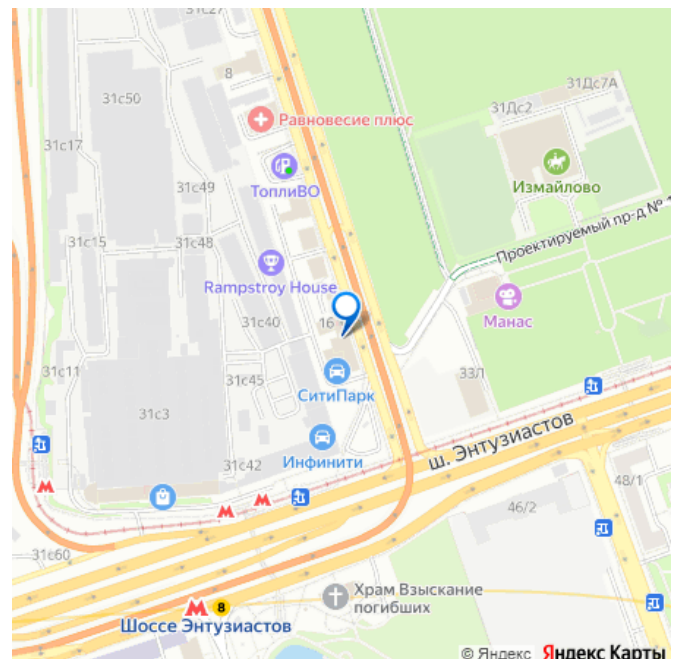 31с27
8
31с50
Равновесие плюс
31с17
31с49
ТоплиВО
31Дс2
31Дс7А
Измайлово
Проектируемый пр-д № 1
31с15
31с48
Rampstroy House
Манас
31с40
16
31с11
31с45
СитиПарк
33Л
31с3
Инфинити
31с42
ш. Энтузиастов
48/1
46/2
31с60
8
Шоссе Энтузиастов
Храм Взыскание
погибших
© Яндекс Яндекс Карты